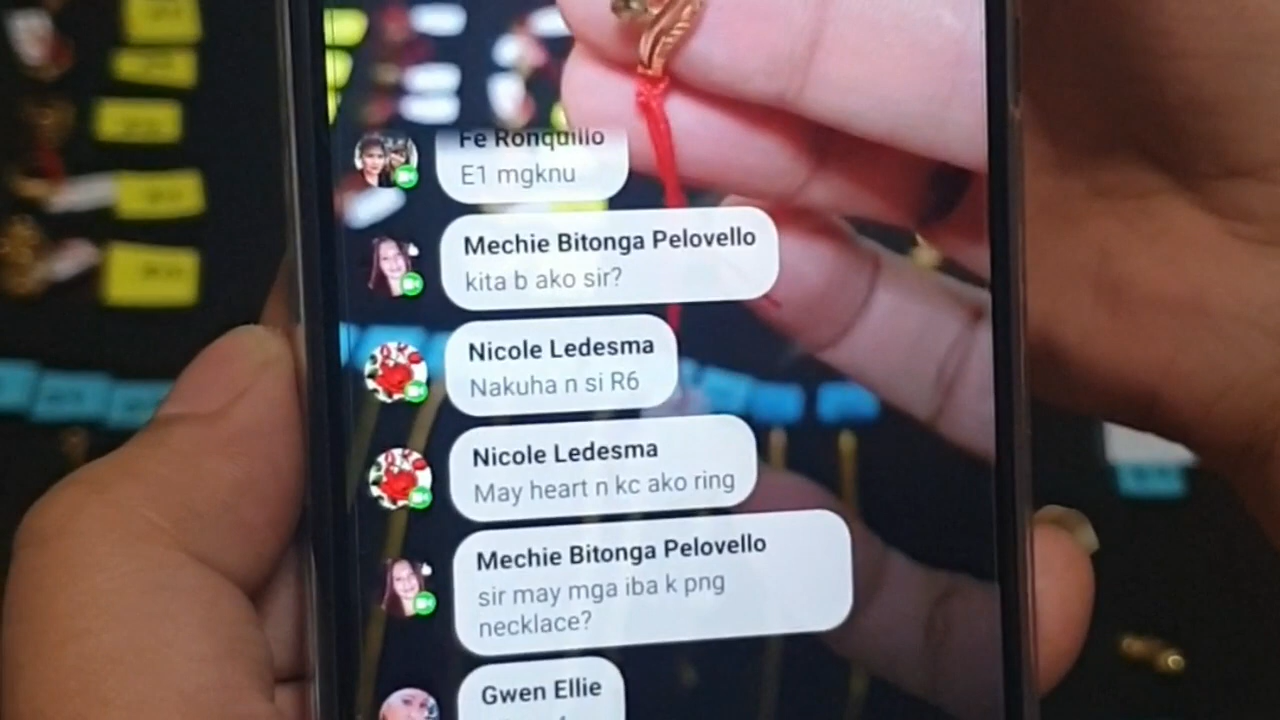 Fe Ronquillo
E1 mgknu
Mechie Bitonga Pelovello
kita b ako sir?
Nicole Ledesma
Nakuha n si R6
Nicole Ledesma
May heart n kc ako ring
Mechie Bitonga Pelovello
sir may mga iba k png
necklace?
Gwen Ellie